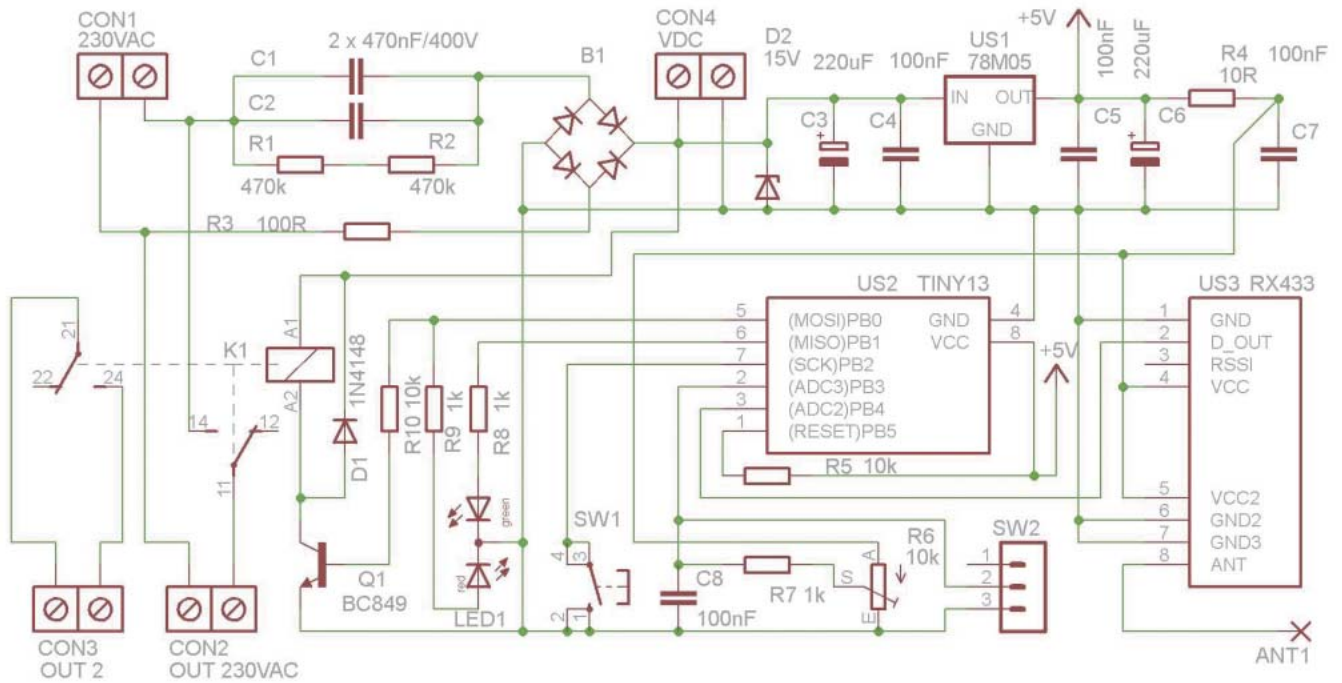 CON1
230VAC
2 x 470nF/400V
C1
C2
R1
R2
470k
470k
B1
R3 100R
CON4
VDC
D2
15V
220uF
100nF
C3
+
C4
US1
78M05
IN OUT
GND
+5V
100nF
220uF
C5
+
C6
R4
10R
100nF
C7
21
22
24
K1
A1
A2
14
12
11
1N4148
D1
R10 10k
R9 1k
R8 1k
US2 TINY13
5 (MOSI)PB0
6 (MISO)PB1
7 (SCK)PB2
2 (ADC3)PB3
3 (ADC2)PB4
1 (RESET)PB5
GND 4
VCC 8
+5V
R5 10k
US3 RX433
1 GND
2 D_OUT
3 RSSI
4 VCC
5 VCC2
6 GND2
7 GND3
8 ANT
green
red
LED1
Q1
BC849
SW1
4
3
2
1
C8
100nF
R7 1k
A
S
E
R6
10k
SW2
1
2
3
CON3
OUT 2
CON2
OUT 230VAC
ANT1